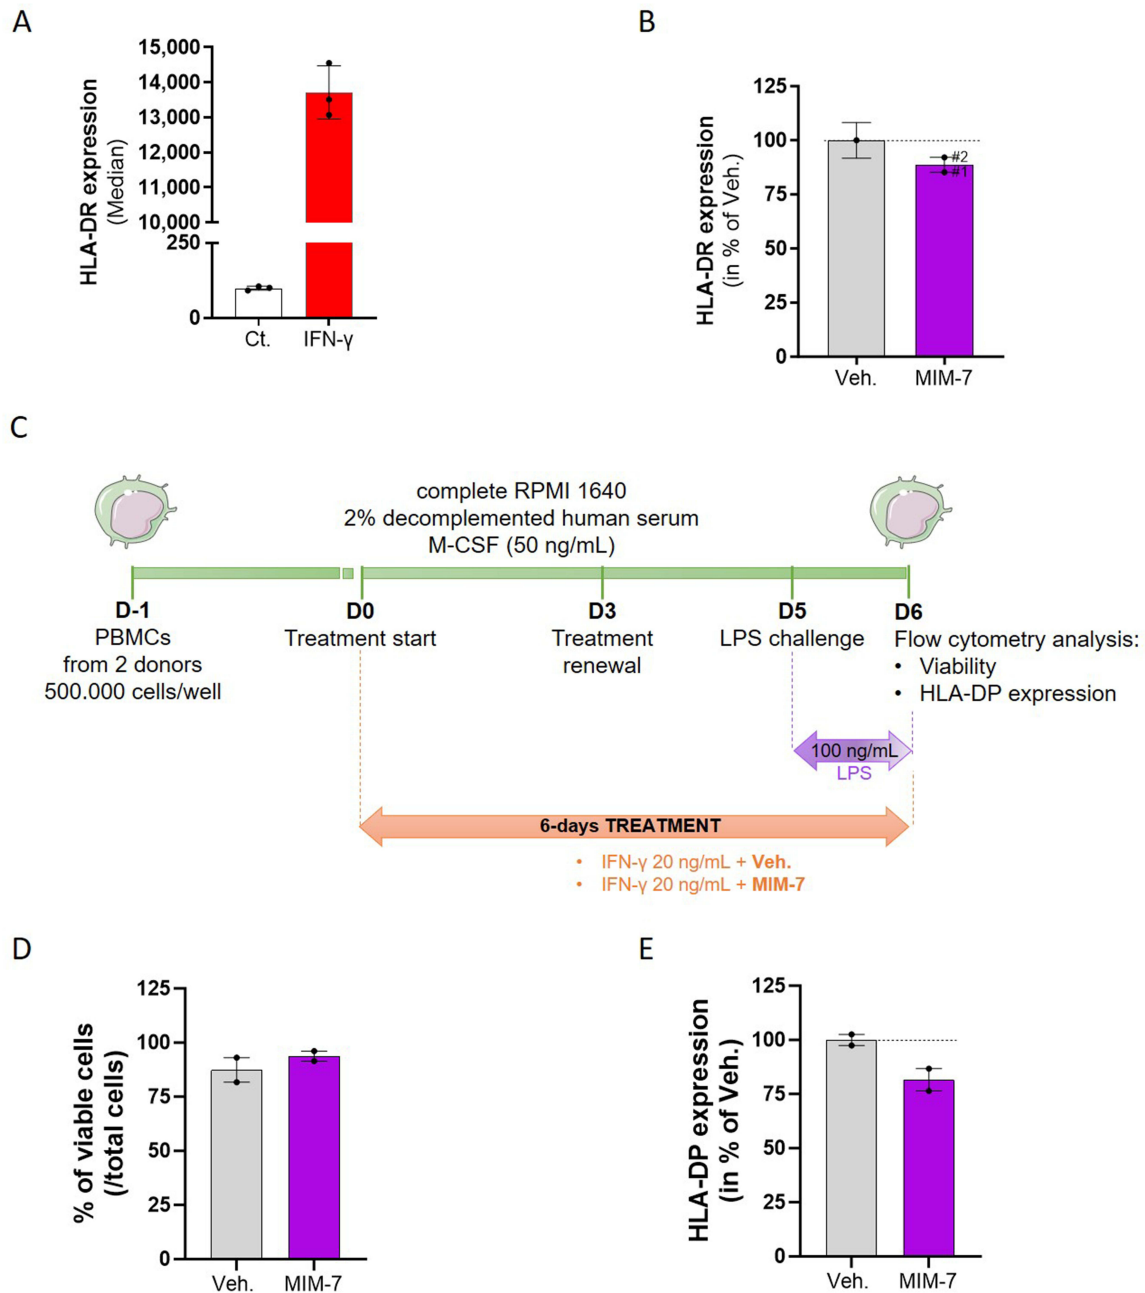 A
HLA-DR expression
(Median)
15,000
14,000
13,000
12,000
11,000
10,000
250
0
Ct.
IFN-γ
B
HLA-DR expression
(in % of Veh.)
125
100
75
50
25
0
#2
#1
Veh.
MIM-7
C
complete RPMI 1640
2% decomplemented human serum
M-CSF (50 ng/mL)
D-1
PBMCs
from 2 donors
500.000 cells/well
D0
Treatment start
D3
Treatment
renewal
D5
LPS challenge
D6
Flow cytometry analysis:
• Viability
• HLA-DP expression
100 ng/mL
LPS
6-days TREATMENT
• IFN-γ 20 ng/mL + Veh.
• IFN-γ 20 ng/mL + MIM-7
D
% of viable cells
(/total cells)
125
100
75
50
25
0
Veh.
MIM-7
E
HLA-DP expression
(in % of Veh.)
125
100
75
50
25
0
Veh.
MIM-7